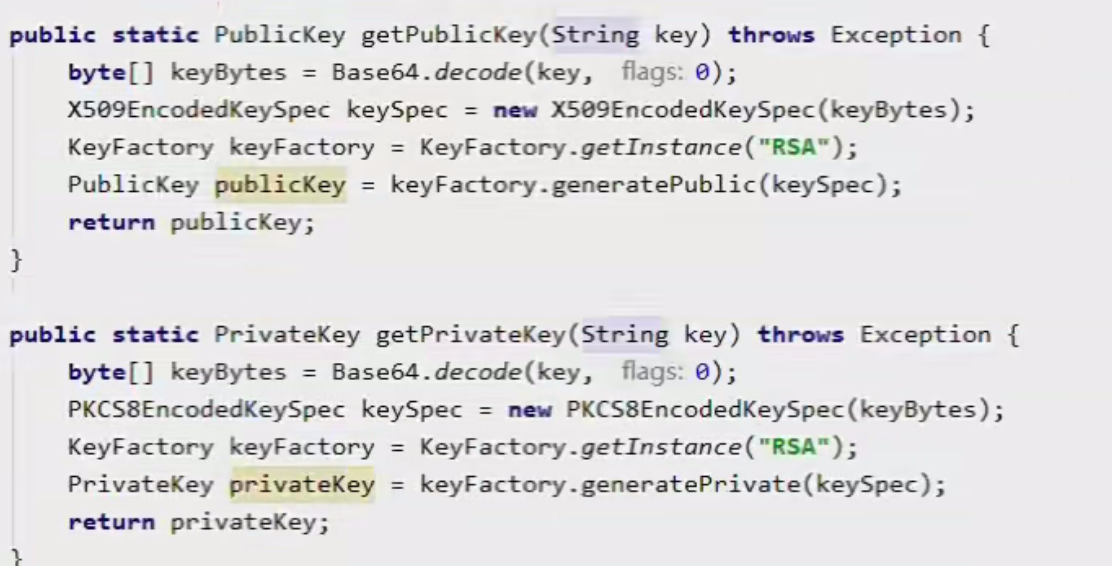 public static PublicKey getPublicKey(String key) throws Exception {
byte[] keyBytes = Base64.decode(key, flags: 0);
X509EncodedKeySpec keySpec = new X509EncodedKeySpec(keyBytes);
KeyFactory keyFactory = KeyFactory.getInstance("RSA");
PublicKey publicKey = keyFactory.generatePublic(keySpec);
return publicKey;
}
public static PrivateKey getPrivateKey(String key) throws Exception {
byte[] keyBytes = Base64.decode(key, flags: 0);
PKCS8EncodedKeySpec keySpec = new PKCS8EncodedKeySpec(keyBytes);
KeyFactory keyFactory = KeyFactory.getInstance("RSA");
PrivateKey privateKey = keyFactory.generatePrivate(keySpec);
return privateKey;
}